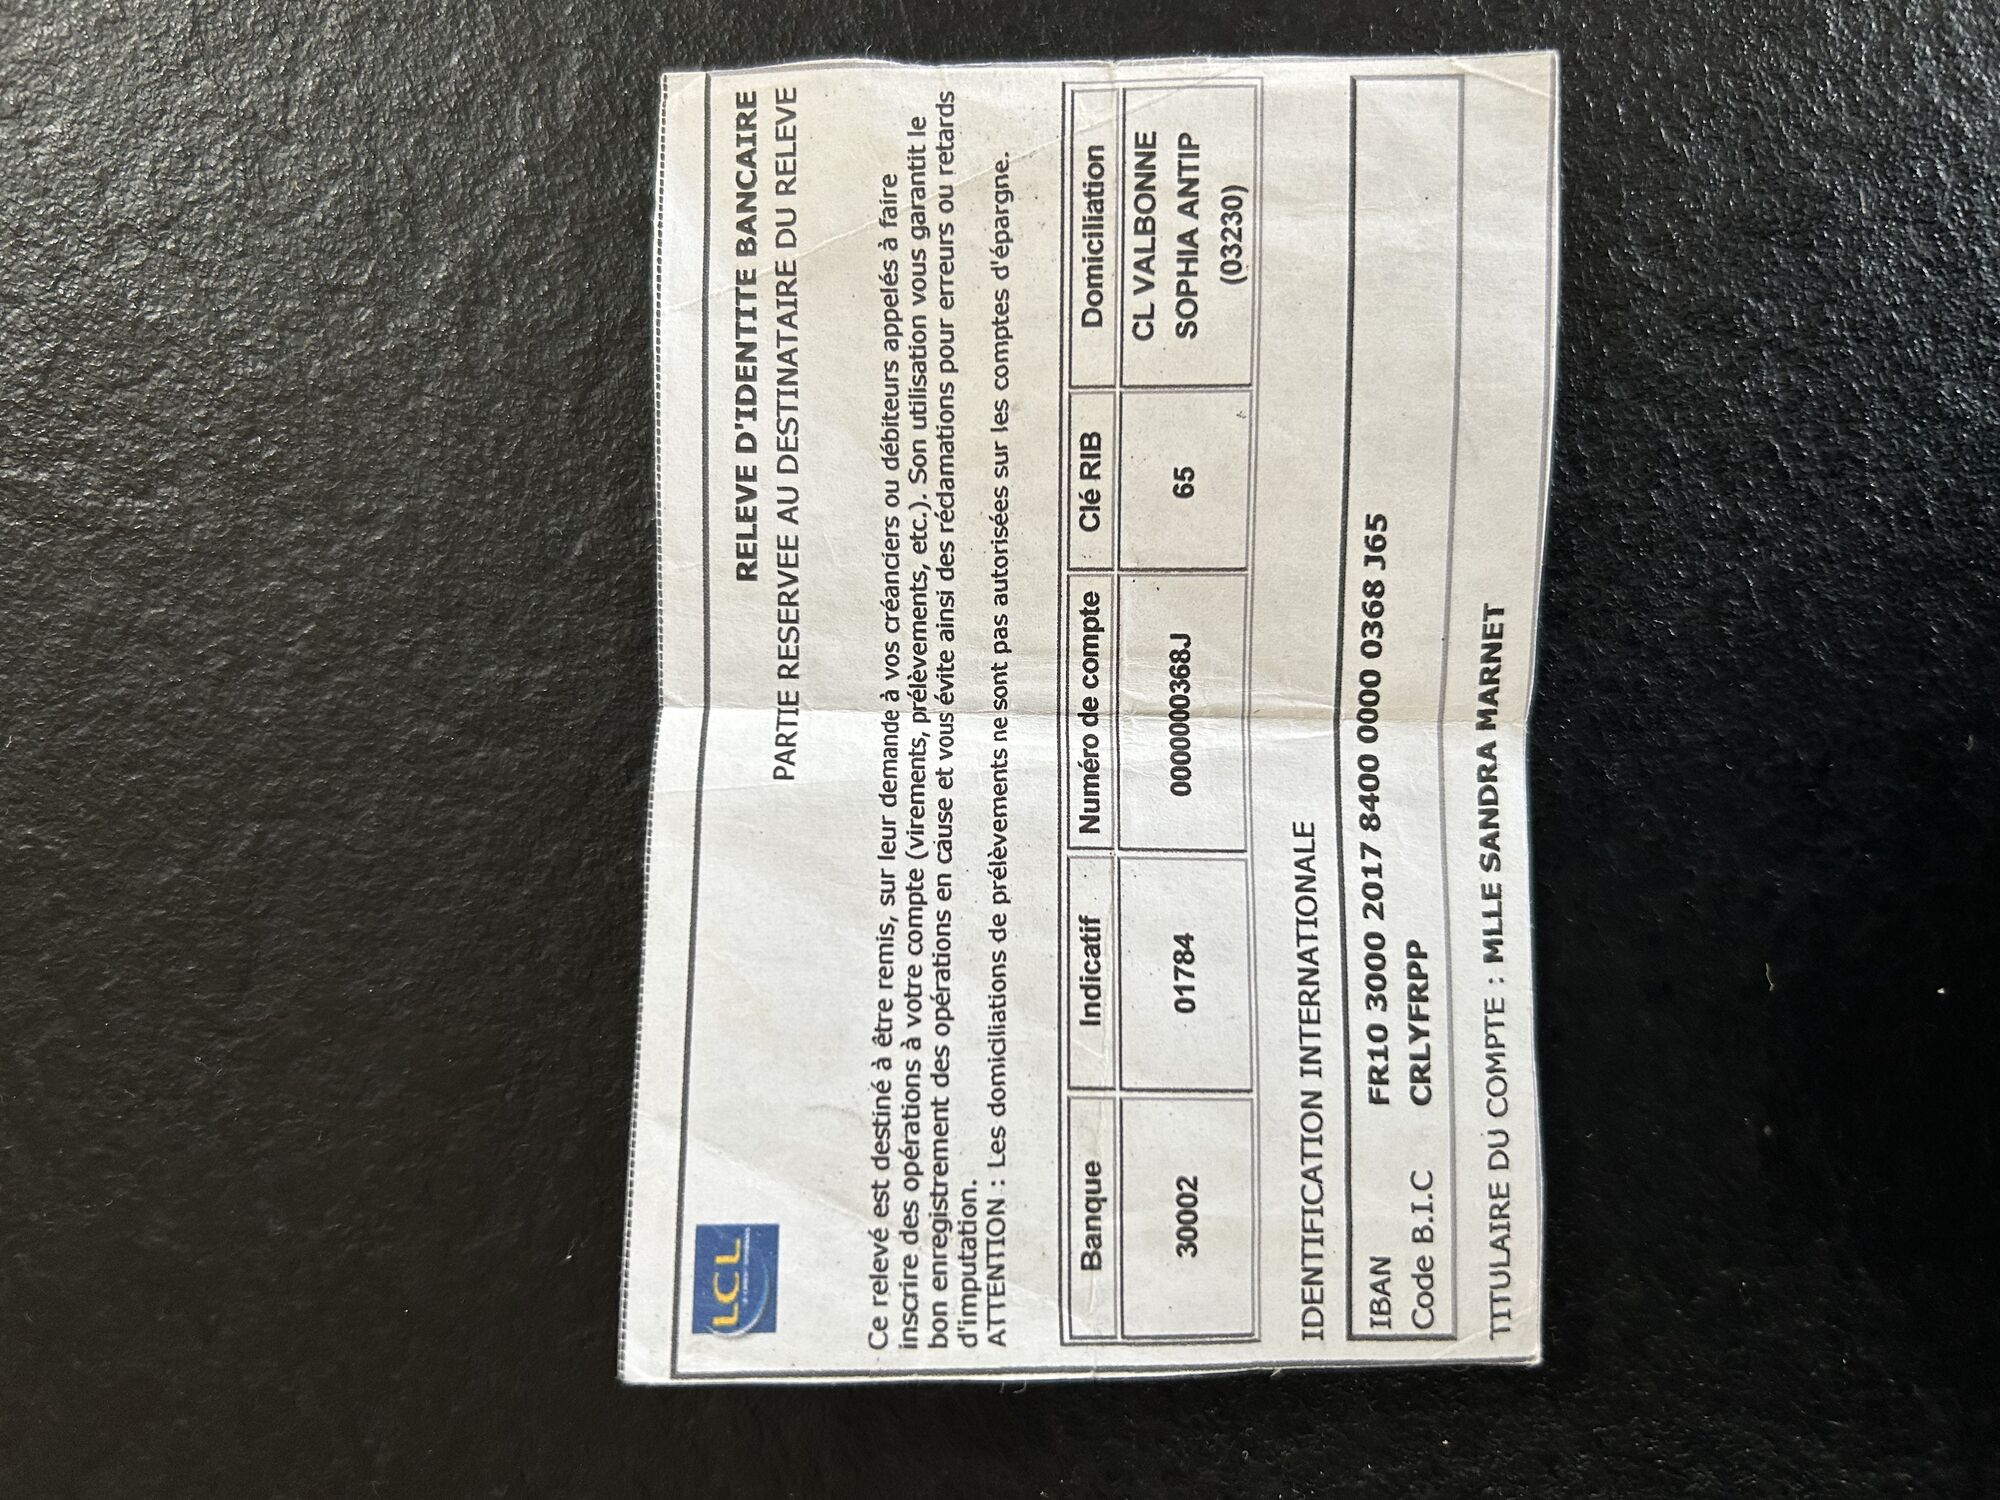 LCL
RELEVE D'IDENTITE BANCAIRE
PARTIE RESERVEE AU DESTINATAIRE DU RELEVE
Ce relevé est destiné à être remis, sur leur demande à vos créanciers ou débiteurs appelés à faire
inscrire des opérations à votre compte (virements, prélèvements, etc.). Son utilisation vous garantit le
bon enregistrement des opérations en cause et vous évite ainsi des réclamations pour erreurs ou retards
d'imputation.
ATTENTION : Les domiciliations de prélèvements ne sont pas autorisées sur les comptes d'épargne.
Banque Indicatif Numéro de compte Clé RIB Domiciliation
30002 01784 0000000368J 65 CL VALBONNE
SOPHIA ANTIP
(03230)
IDENTIFICATION INTERNATIONALE
IBAN FR10 3000 2017 8400 0000 0368 J65
Code B.I.C CRLYFRPP
TITULAIRE DU COMPTE : MLLE SANDRA MARNET